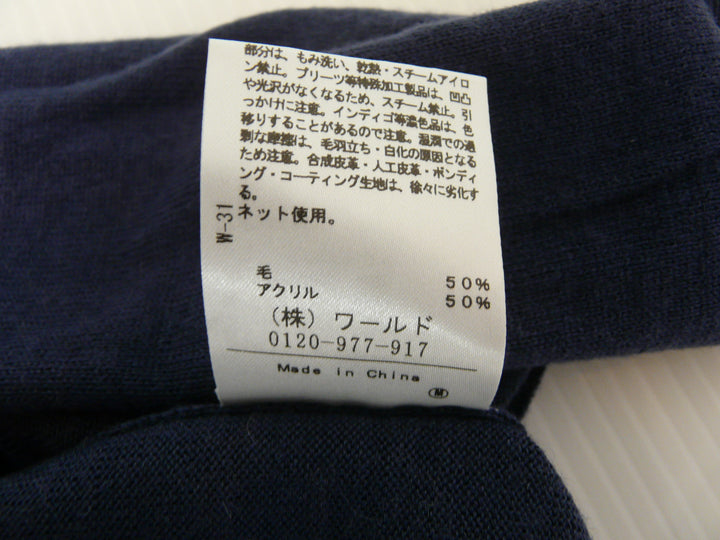 部分は、もみ洗い、乾熱・スチームアイロ
ン禁止。プリーツ等特殊加工製品は、凹凸
や光沢がなくなるため、スチーム禁止。引
っかけに注意。インディゴ等濃色品は、色
移りすることがあるので注意。湿潤での過
剰な摩擦は、毛羽立ち・白化の原因となる
ため注意。合成皮革・人工皮革・ボンディ
ング・コーティング生地は、徐々に劣化す
る。
ネット使用。
W-31
毛 50%
アクリル 50%
(株) ワールド
0120-977-917
Made in China
M